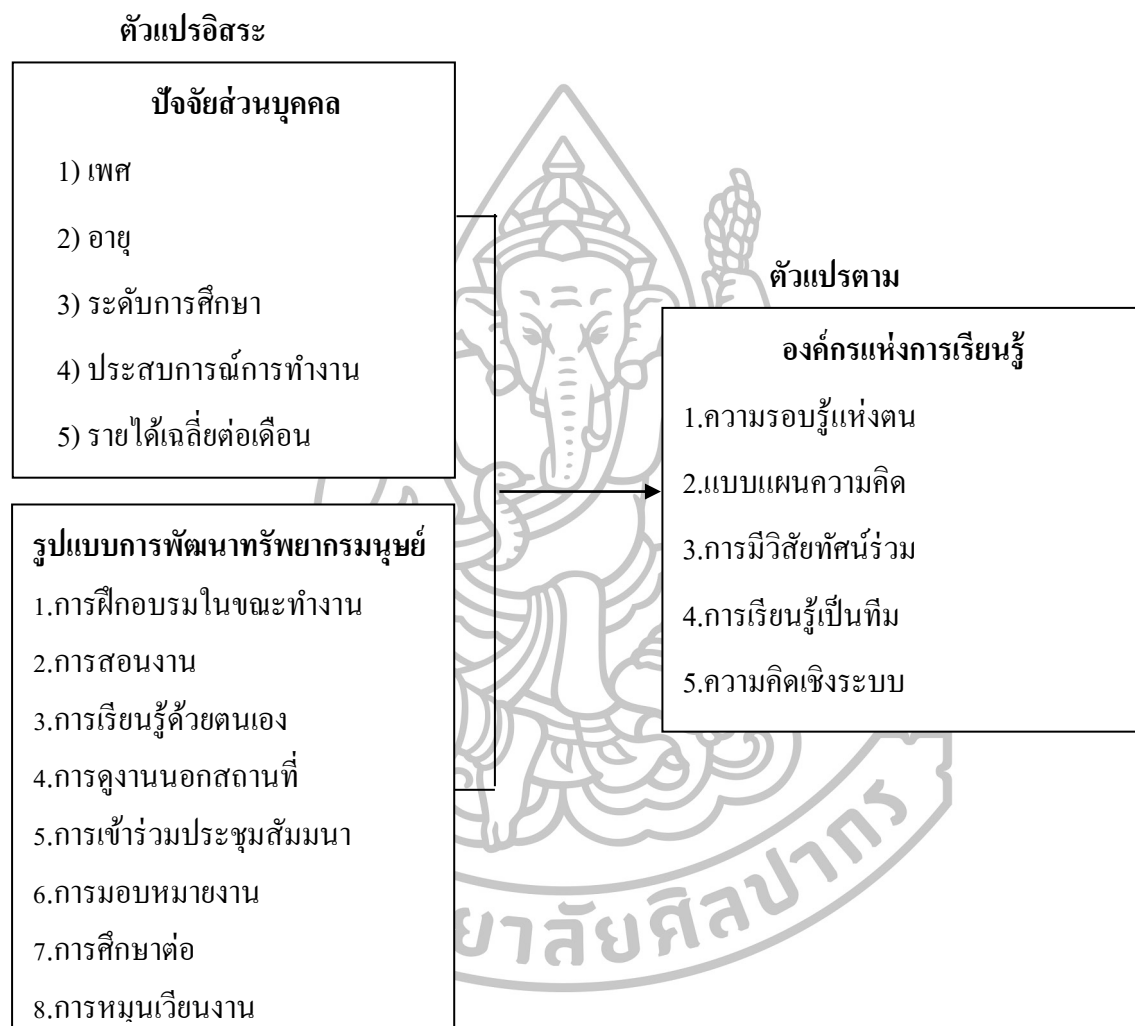 ตัวแปรอิสระ
ปัจจัยส่วนบุคคล
1) เพศ
2) อายุ
3) ระดับการศึกษา
4) ประสบการณ์การทำงาน
5) รายได้เฉลี่ยต่อเดือน
รูปแบบการพัฒนาทรัพยากรมนุษย์
1.การฝึกอบรมในขณะทำงาน
2.การสอนงาน
3.การเรียนรู้ด้วยตนเอง
4.การดูงานนอกสถานที่
5.การเข้าร่วมประชุมสัมมนา
6.การมอบหมายงาน
7.การศึกษาต่อ
8.การหมุนเวียนงาน
ตัวแปรตาม
องค์กรแห่งการเรียนรู้
1.ความรอบรู้แห่งตน
2.แบบแผนความคิด
3.การมีวิสัยทัศน์ร่วม
4.การเรียนรู้เป็นทีม
5.ความคิดเชิงระบบ
ยาลัยศิลปากร